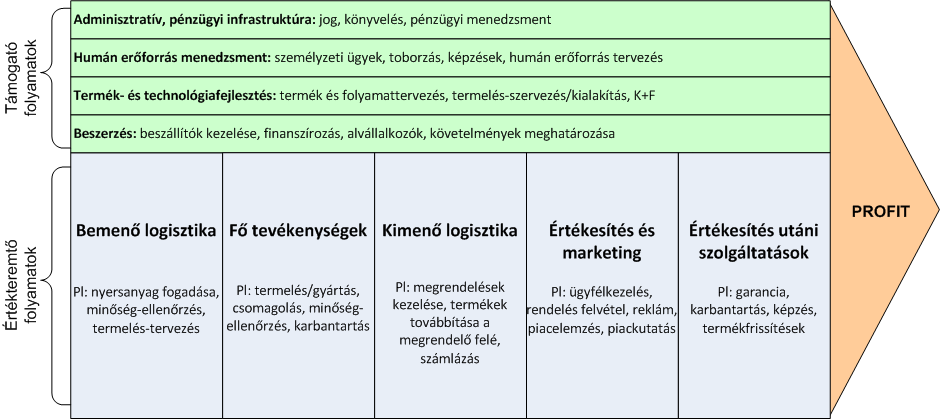 Támogató
folyamatok
Adminisztratív, pénzügyi infrastruktúra: jog, könyvelés, pénzügyi menedzsment
Humán erőforrás menedzsment: személyzeti ügyek, toborzás, képzések, humán erőforrás tervezés
Termék- és technológiafejlesztés: termék és folyamattervezés, termelés-szervezés/kialakítás, K+F
Beszerzés: beszállítók kezelése, finanszírozás, alvállalkozók, követelmények meghatározása
Értékteremtő
folyamatok
Bemenő logisztika
Pl: nyersanyag fogadása,
minőség-ellenőrzés,
termelés-tervezés
Fő tevékenységek
Pl: termelés/gyártás,
csomagolás, minőség-
ellenőrzés, karbantartás
Kimenő logisztika
Pl: megrendelések
kezelése, termékek
továbbítása a
megrendelő felé,
számlázás
Értékesítés és
marketing
Pl: ügyfélkezelés,
rendelés felvétel, reklám,
piacelemzés, piackutatás
Értékesítés utáni
szolgáltatások
Pl: garancia,
karbantartás, képzés,
termékfrissítések
PROFIT